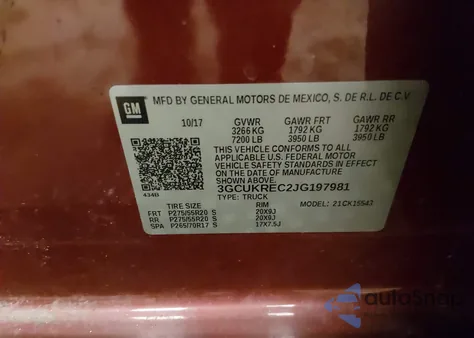 GM
MFD BY GENERAL MOTORS DE MEXICO, S. DE R.L. DE C.V.
10/17 GVWR GAWR FRT GAWR RR
3266 KG 1792 KG 1792 KG
7200 LB 3950 LB 3950 LB
THIS VEHICLE CONFORMS TO ALL
APPLICABLE U.S. FEDERAL MOTOR
VEHICLE SAFETY STANDARDS IN EFFECT ON
THE DATE OF MANUFACTURE
3GCUKREC2JG197981
434B TYPE: TRUCK
TIRE SIZE RIM MODEL: 21CK15543
FRT P275/55R20 S 20X9J
RR P275/55R20 S 20X9J
SPA P265/70R17 S 17X7.5J
autoSnap